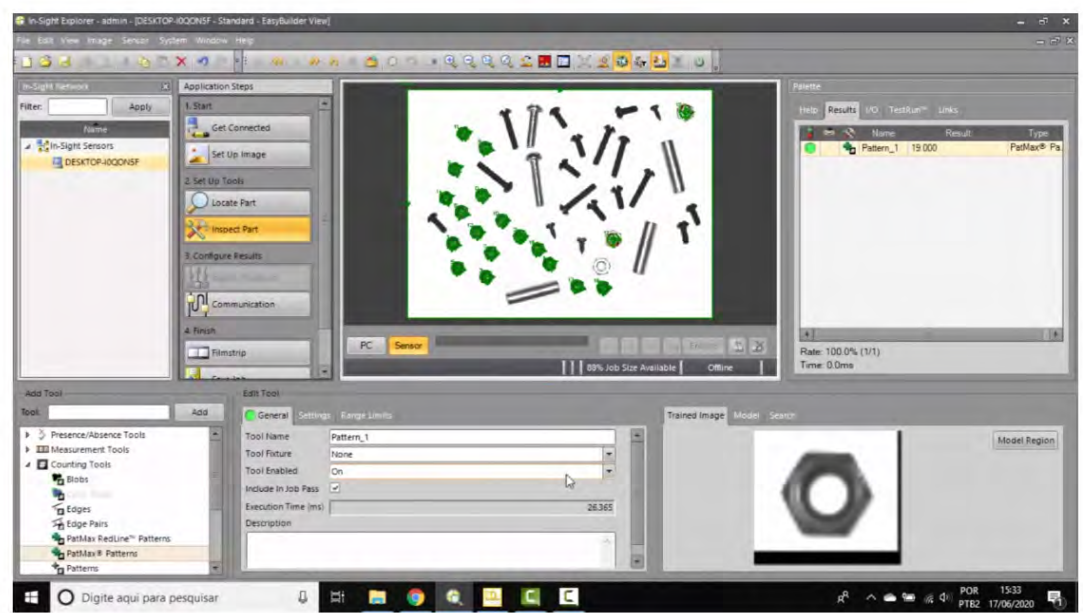 In-Sight Explorer - admin - [DESKTOP-I0QON5F - Standard - EasyBuilder View]
File Edit View Image Sensor System Window Help
In-Sight Network
Filter: Apply
Name
In-Sight Sensors
DESKTOP-I0QON5F
Application Steps
1. Start
Get Connected
Set Up Image
2. Set Up Tools
Locate Part
Inspect Part
3. Configure Results
Communication
4. Finish
Filmstrip
PC Sensor
88% Job Size Available Offline
Palette
Help Results I/O TestRun™ Links
Name Result Type
Pattern_1 19.000 PatMax® Pa
Rate: 100.0% (1/1)
Time: 0.0ms
Add Tool
Tool: Add
Presence/Absence Tools
Measurement Tools
Counting Tools
Blobs
Edges
Edge Pairs
PatMax RedLine™ Patterns
PatMax® Patterns
Patterns
Edit Tool
General Settings Range Limits
Tool Name Pattern_1
Tool Fixture None
Tool Enabled On
Include In Job Pass
Execution Time (ms) 26.365
Description
Trained Image Model Search
Model Region
Digite aqui para pesquisar
POR 15:33
PTB2 17/06/2020